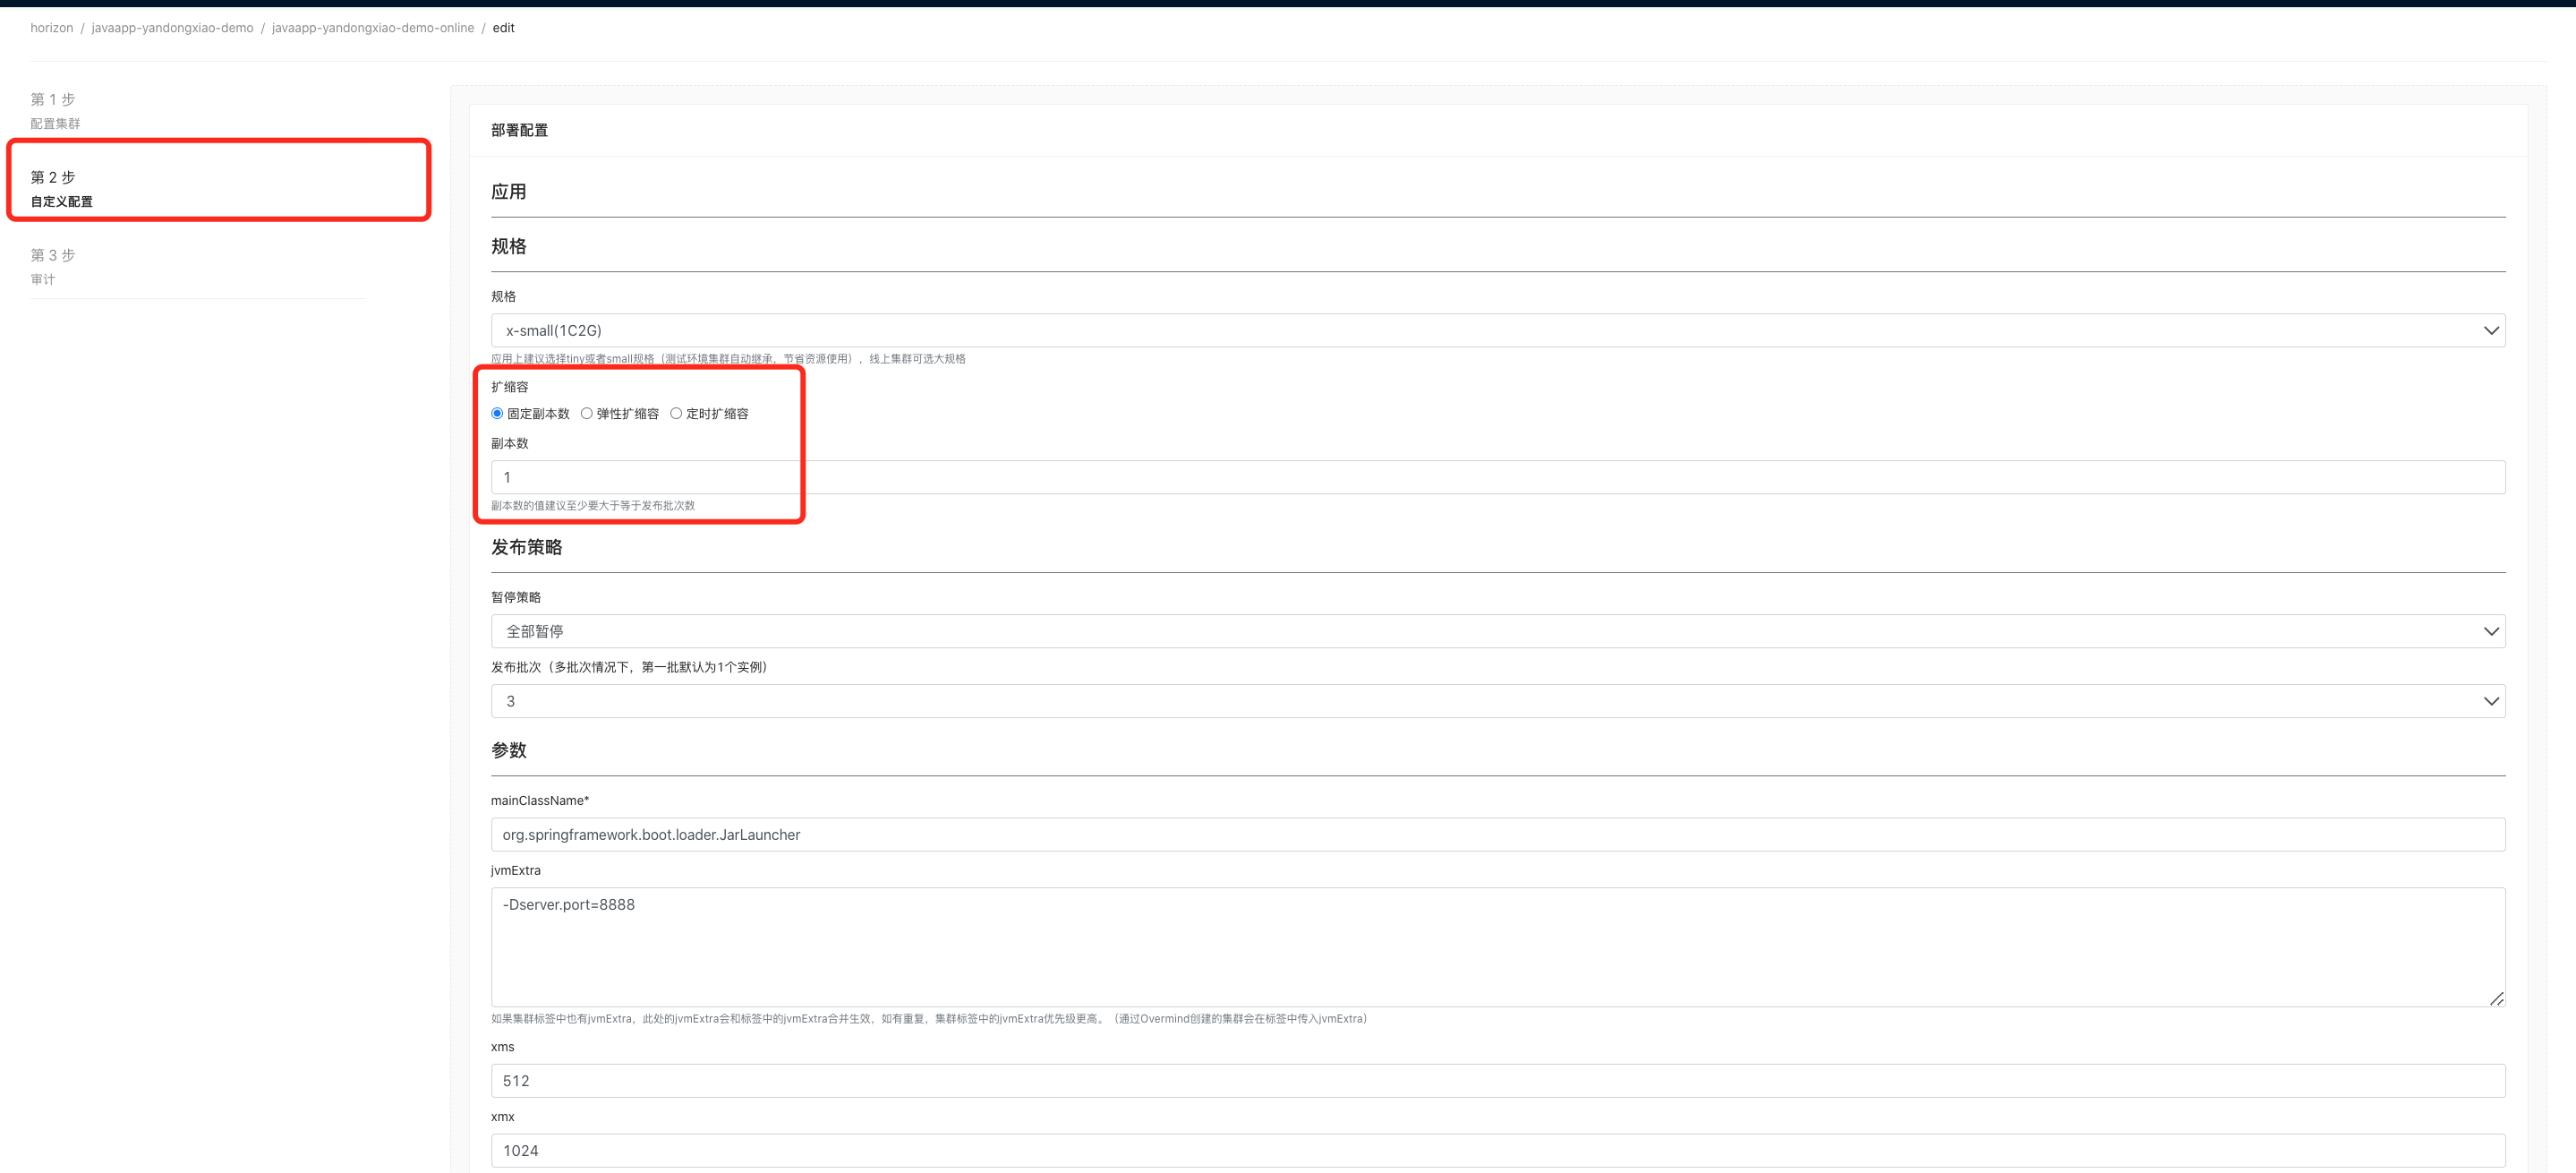 horizon / javaapp-yandongxiao-demo / javaapp-yandongxiao-demo-online / edit
第 1 步
配置集群
第 2 步
自定义配置
第 3 步
审计
部署配置
应用
规格
规格
x-small(1C2G)
应用上建议选择tiny或者small规格（测试环境集群自动继承，节省资源使用），线上集群可选大规格
扩缩容
固定副本数 弹性扩缩容 定时扩缩容
副本数
1
副本数的值建议至少要大于等于发布批次数
发布策略
暂停策略
全部暂停
发布批次（多批次情况下，第一批默认为1个实例）
3
参数
mainClassName*
org.springframework.boot.loader.JarLauncher
jvmExtra
-Dserver.port=8888
如果集群标签中也有jvmExtra，此处的jvmExtra会和标签中的jvmExtra合并生效，如有重复，集群标签中的jvmExtra优先级更高。（通过Overmind创建的集群会在标签中传入jvmExtra）
xms
512
xmx
1024